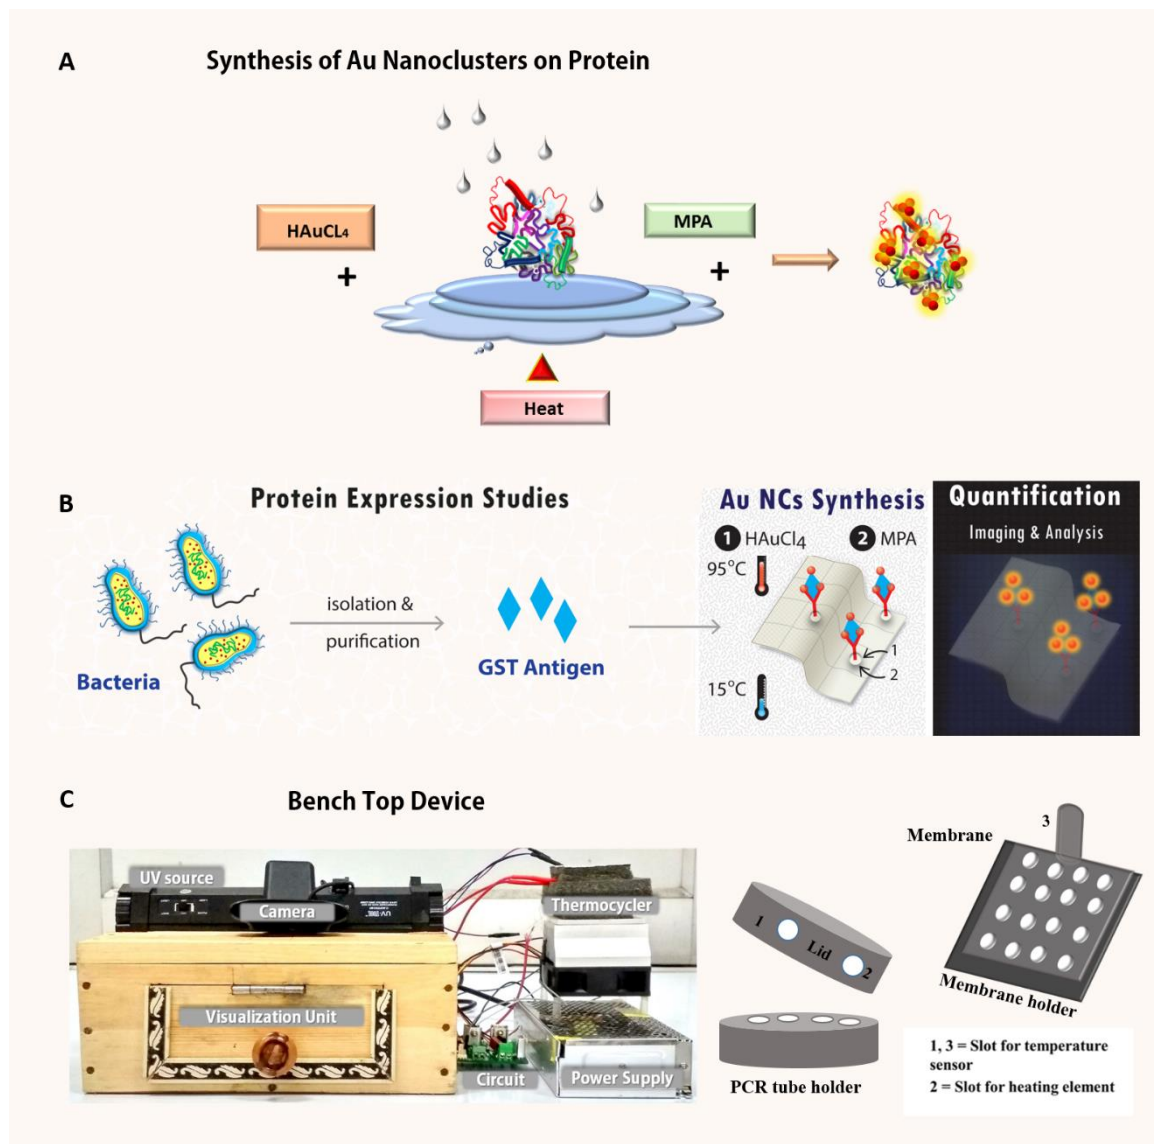 A
Synthesis of Au Nanoclusters on Protein
HAuCL4
+
MPA
+
Heat
B
Protein Expression Studies
Bacteria
isolation &
purification
GST Antigen
Au NCs Synthesis
1 HAuCl4 2 MPA
95°C
1
2
15°C
Quantification
Imaging & Analysis
C
Bench Top Device
UV source
Camera
Thermocycler
Visualization Unit
Circuit
Power Supply
1 Lid 2
PCR tube holder
3
Membrane
Membrane holder
1, 3 = Slot for temperature
sensor
2 = Slot for heating element